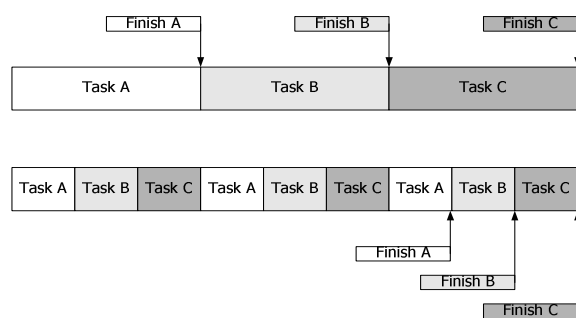 Finish A Finish B Finish C
Task A Task B Task C
Task A Task B Task C Task A Task B Task C Task A Task B Task C
Finish A
Finish B
Finish C